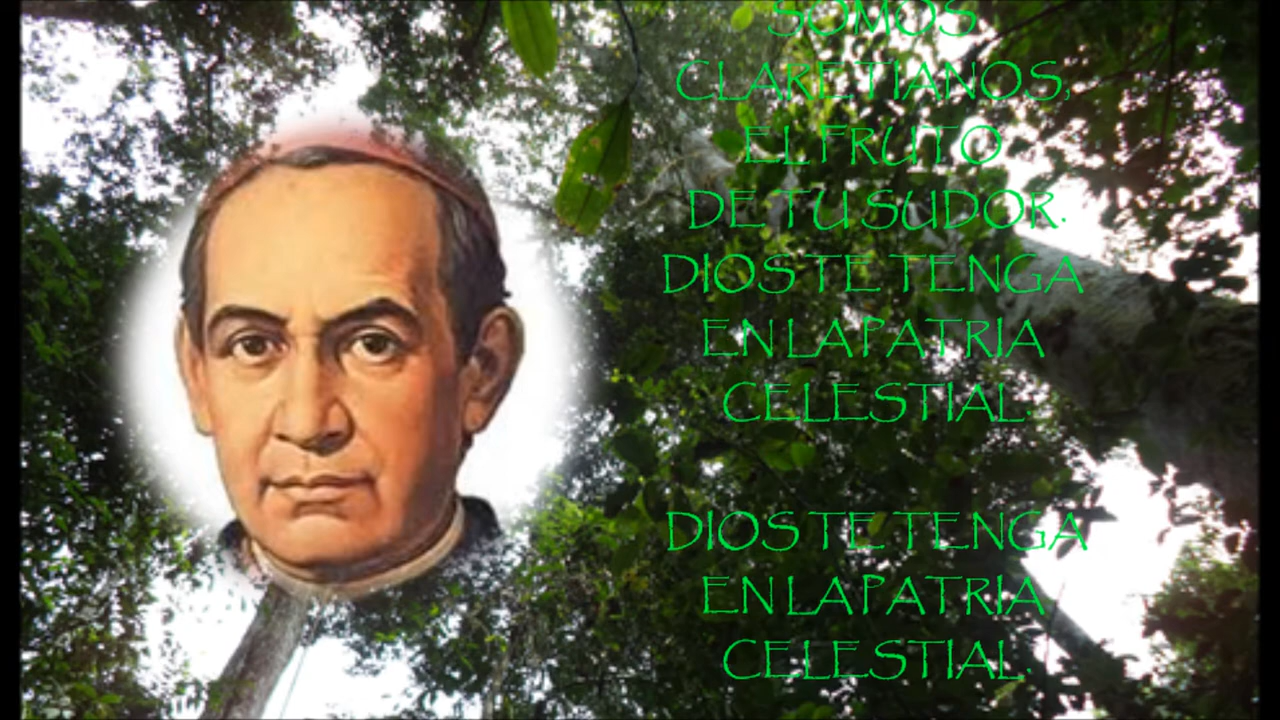 SOMOS
CLARETIANOS,
EL FRUTO
DE TU SUDOR.
DIOS TE TENGA
EN LA PATRIA
CELESTIAL.
DIOS TE TENGA
EN LA PATRIA
CELESTIAL.